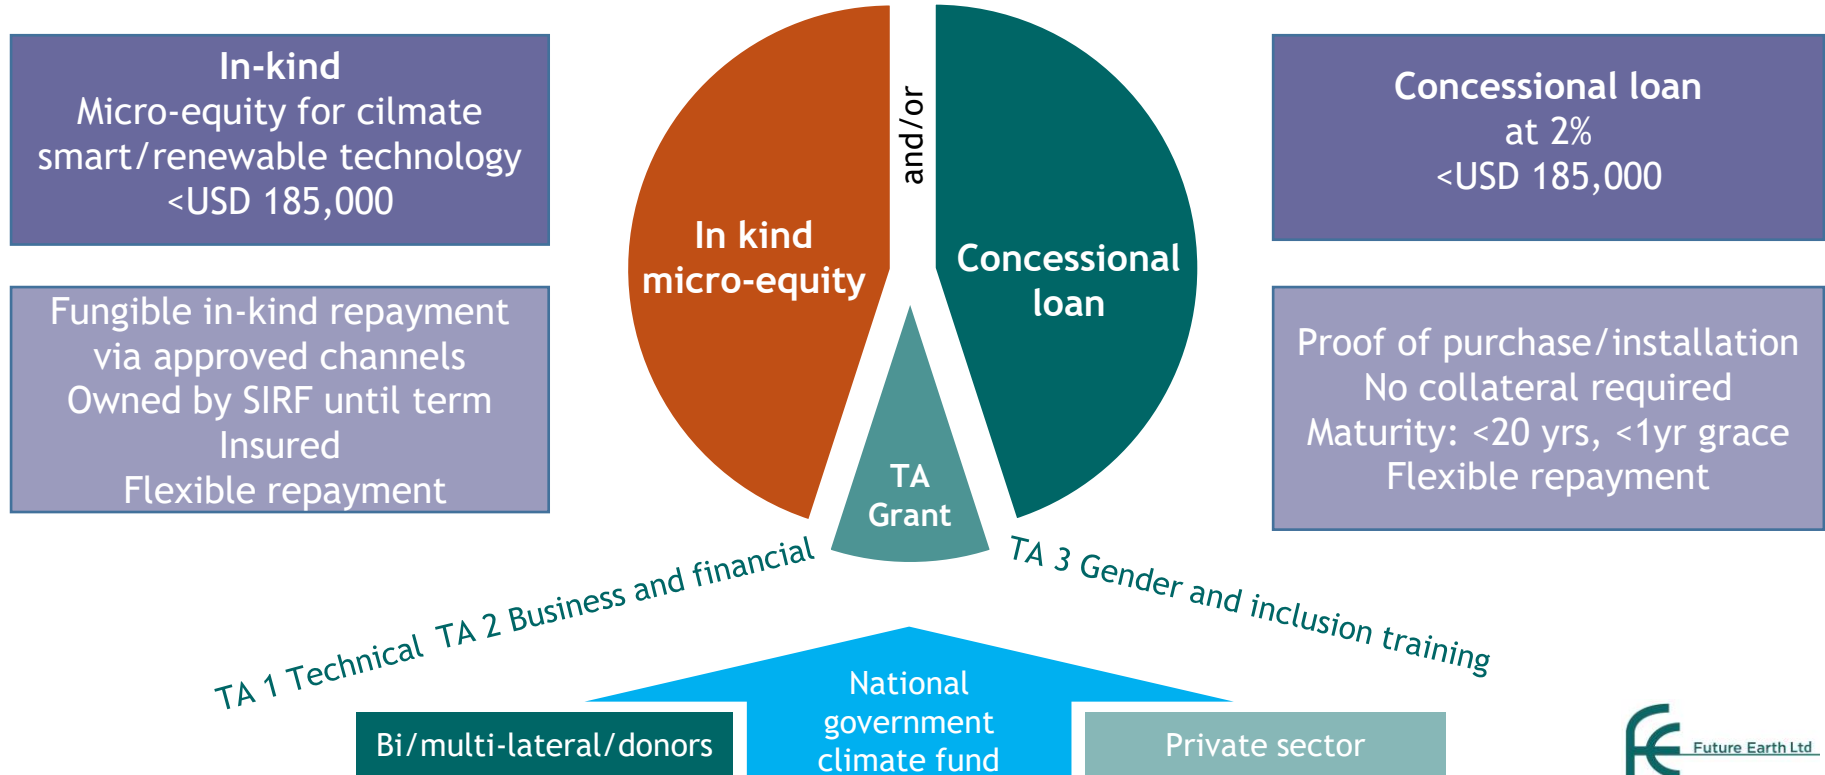 In-kind
Micro-equity for cilmate
smart/renewable technology
<USD 185,000
Fungible in-kind repayment
via approved channels
Owned by SIRF until term
Insured
Flexible repayment
In kind
micro-equity
and/or
Concessional
loan
TA
Grant
Concessional loan
at 2%
<USD 185,000
Proof of purchase/installation
No collateral required
Maturity: <20 yrs, <1yr grace
Flexible repayment
TA 1 Technical TA 2 Business and financial
TA 3 Gender and inclusion training
Bi/multi-lateral/donors
National
government
climate fund
Private sector
Future Earth Ltd